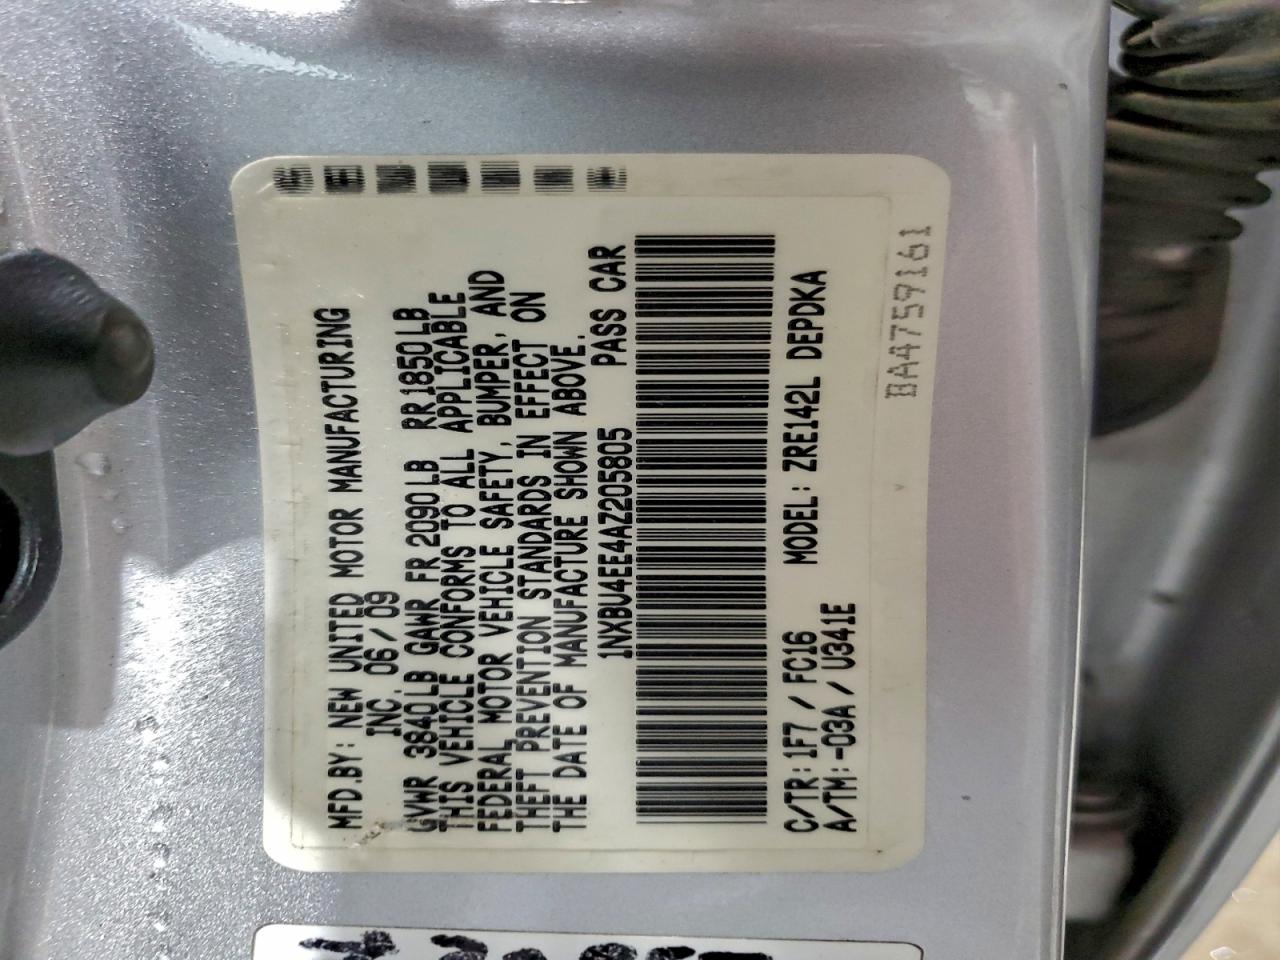 MFD.BY: NEW UNITED MOTOR MANUFACTURING
INC. 06/09
GVWR 3840LB GAWR FR 2090LB RR 1850LB
THIS VEHICLE CONFORMS TO ALL APPLICABLE
FEDERAL MOTOR VEHICLE SAFETY, BUMPER, AND
THEFT PREVENTION STANDARDS IN EFFECT ON
THE DATE OF MANUFACTURE SHOWN ABOVE.
1NXBU4EE4AZ205805 PASS CAR
C/TR: 1F7 / FC16 MODEL: ZRE142L DEPDKA
A/TM: -03A / U341E
BA4759161